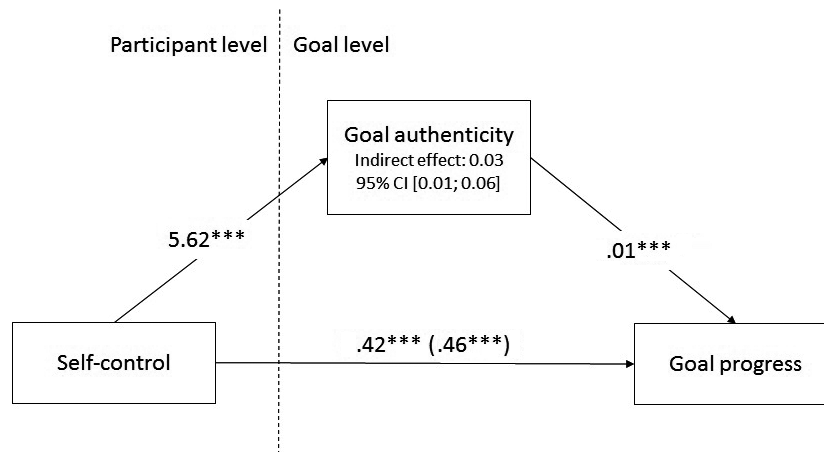 Participant level
Goal level
Goal authenticity
Indirect effect: 0.03
95% CI [0.01; 0.06]
5.62***
.01***
.42*** (.46***)
Self-control
Goal progress